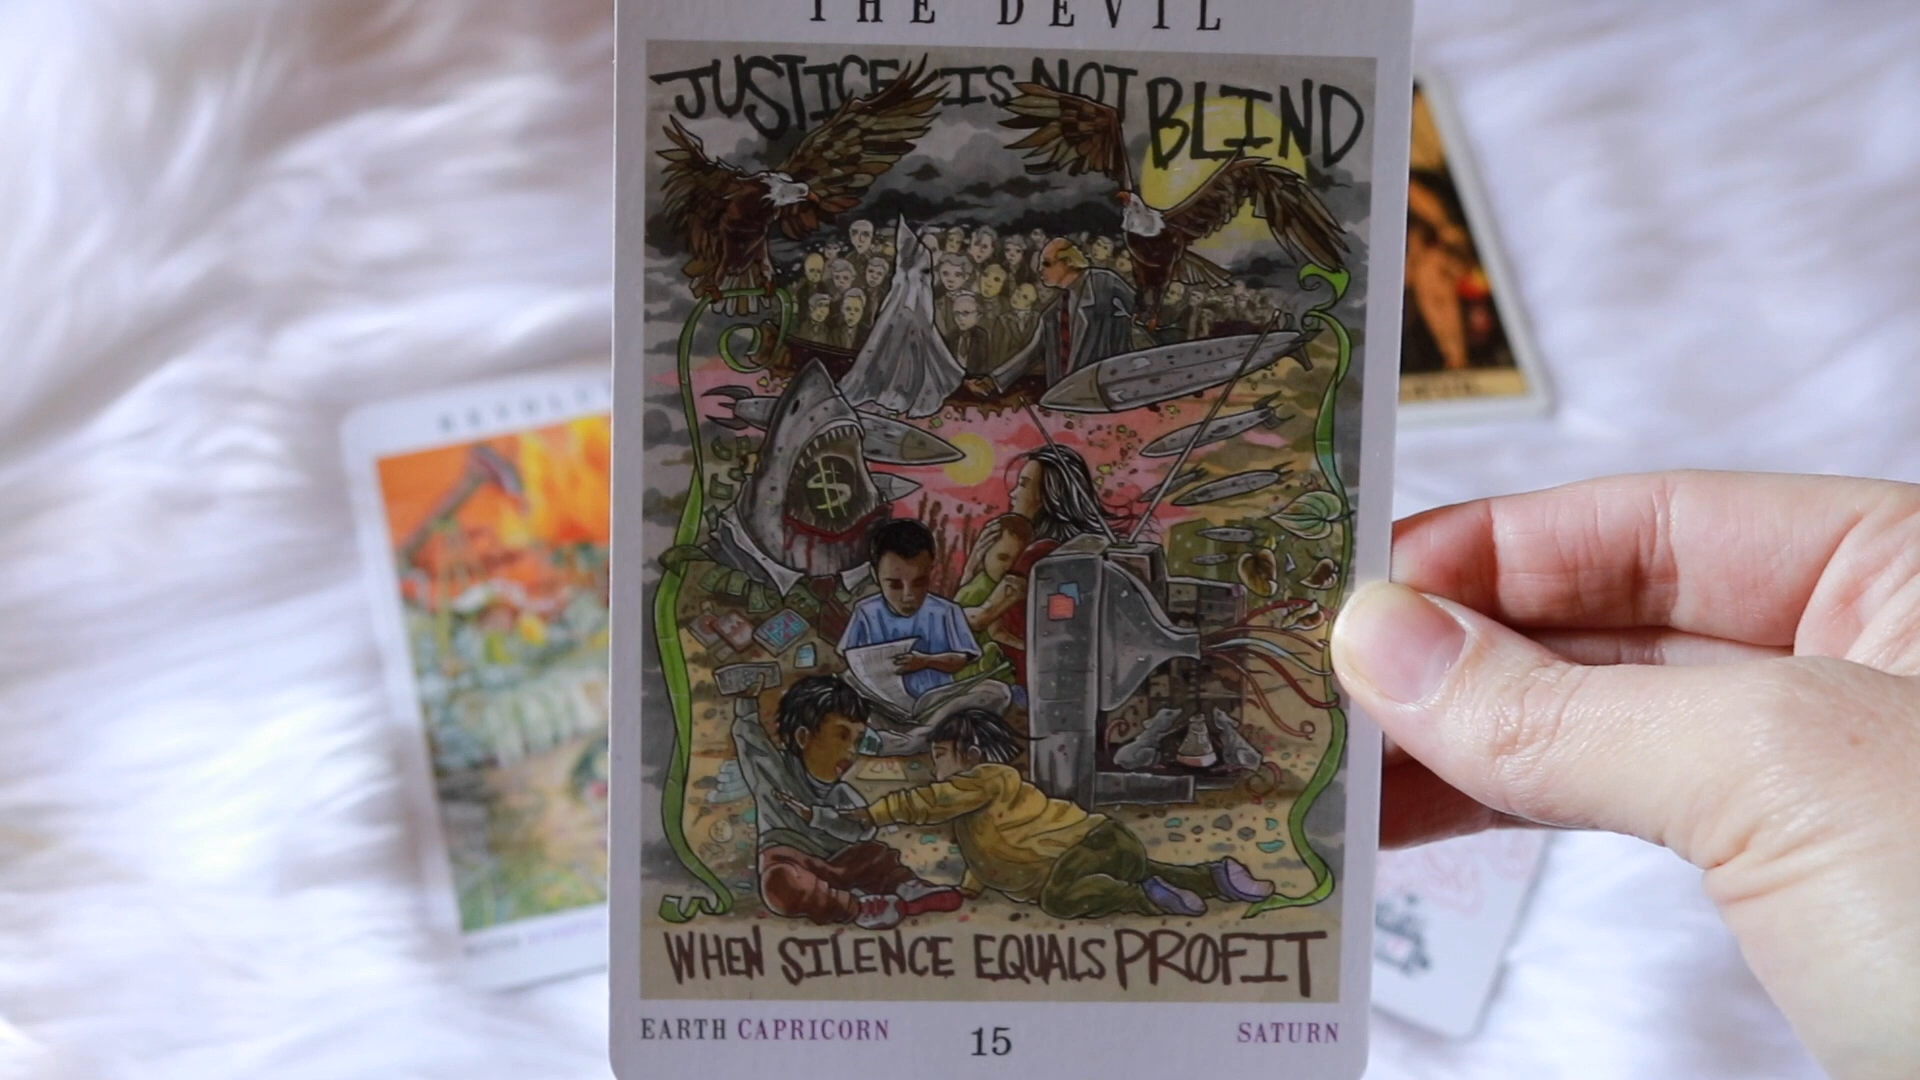 THE DEVIL
JUSTICE IS NOT BLIND
$
WHEN SILENCE EQUALS PROFIT
EARTH CAPRICORN 15 SATURN